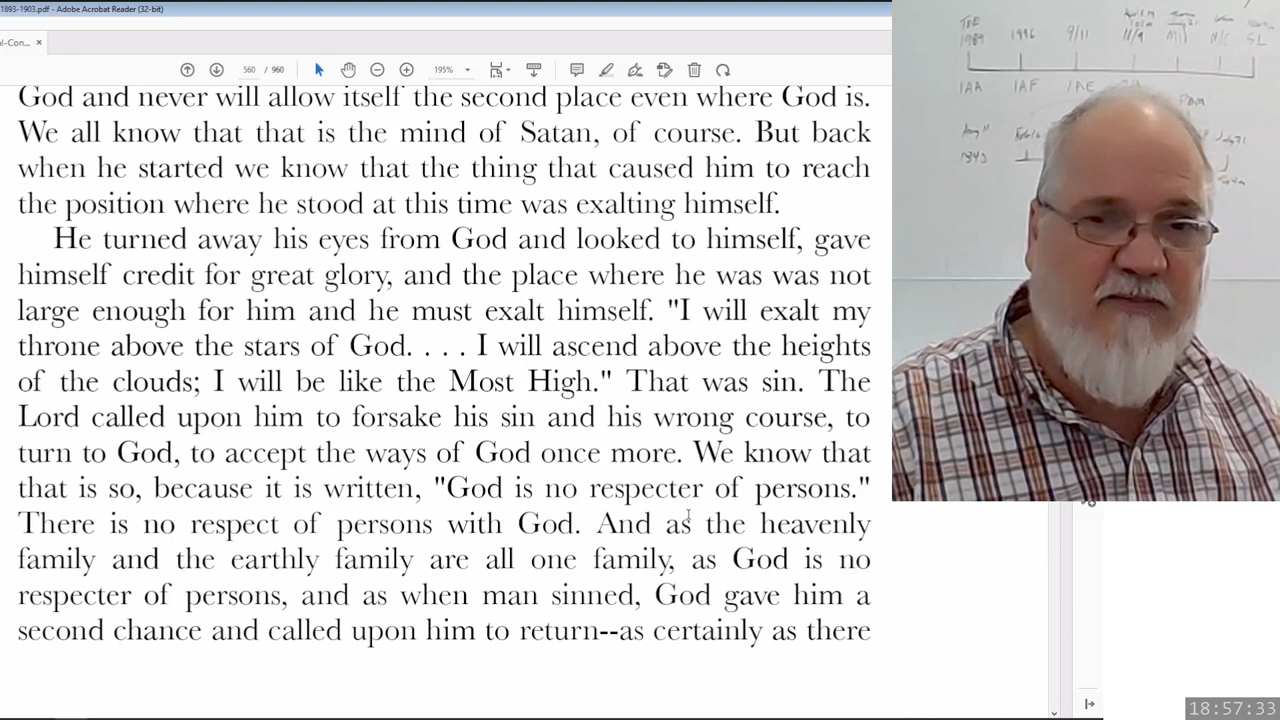 1893-1903.pdf - Adobe Acrobat Reader (32-bit)
al-Con... ×
560 / 960
195%
God and never will allow itself the second place even where God is.
We all know that that is the mind of Satan, of course. But back
when he started we know that the thing that caused him to reach
the position where he stood at this time was exalting himself.
He turned away his eyes from God and looked to himself, gave
himself credit for great glory, and the place where he was was not
large enough for him and he must exalt himself. "I will exalt my
throne above the stars of God. . . . I will ascend above the heights
of the clouds; I will be like the Most High." That was sin. The
Lord called upon him to forsake his sin and his wrong course, to
turn to God, to accept the ways of God once more. We know that
that is so, because it is written, "God is no respecter of persons."
There is no respect of persons with God. And as the heavenly
family and the earthly family are all one family, as God is no
respecter of persons, and as when man sinned, God gave him a
second chance and called upon him to return--as certainly as there
1989 1996 9/11
1AA 1AF 1AE
1843
18:57:33